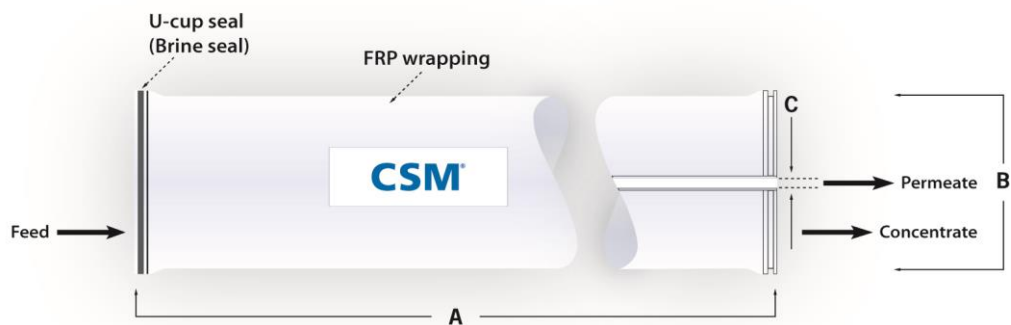 U-cup seal
(Brine seal)
FRP wrapping
C
CSM®
Permeate
B
Feed
Concentrate
A